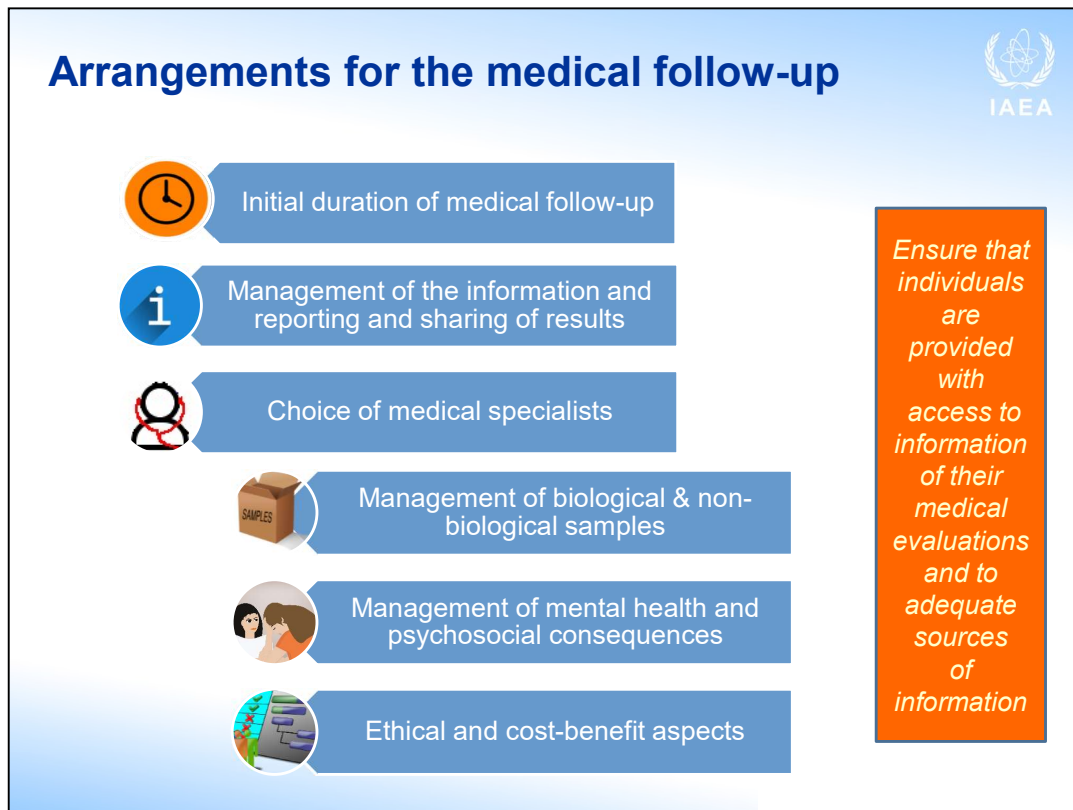 Arrangements for the medical follow-up
IAEA
Initial duration of medical follow-up
Management of the information and
reporting and sharing of results
Choice of medical specialists
SAMPLES
Management of biological & non-
biological samples
Management of mental health and
psychosocial consequences
Ethical and cost-benefit aspects
Ensure that
individuals
are
provided
with
access to
information
of their
medical
evaluations
and to
adequate
sources
of
information